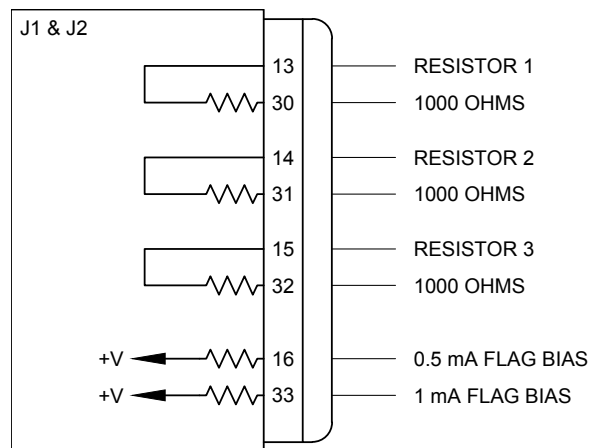 J1 & J2
13 RESISTOR 1
30 1000 OHMS
14 RESISTOR 2
31 1000 OHMS
15 RESISTOR 3
32 1000 OHMS
+V 16 0.5 mA FLAG BIAS
+V 33 1 mA FLAG BIAS